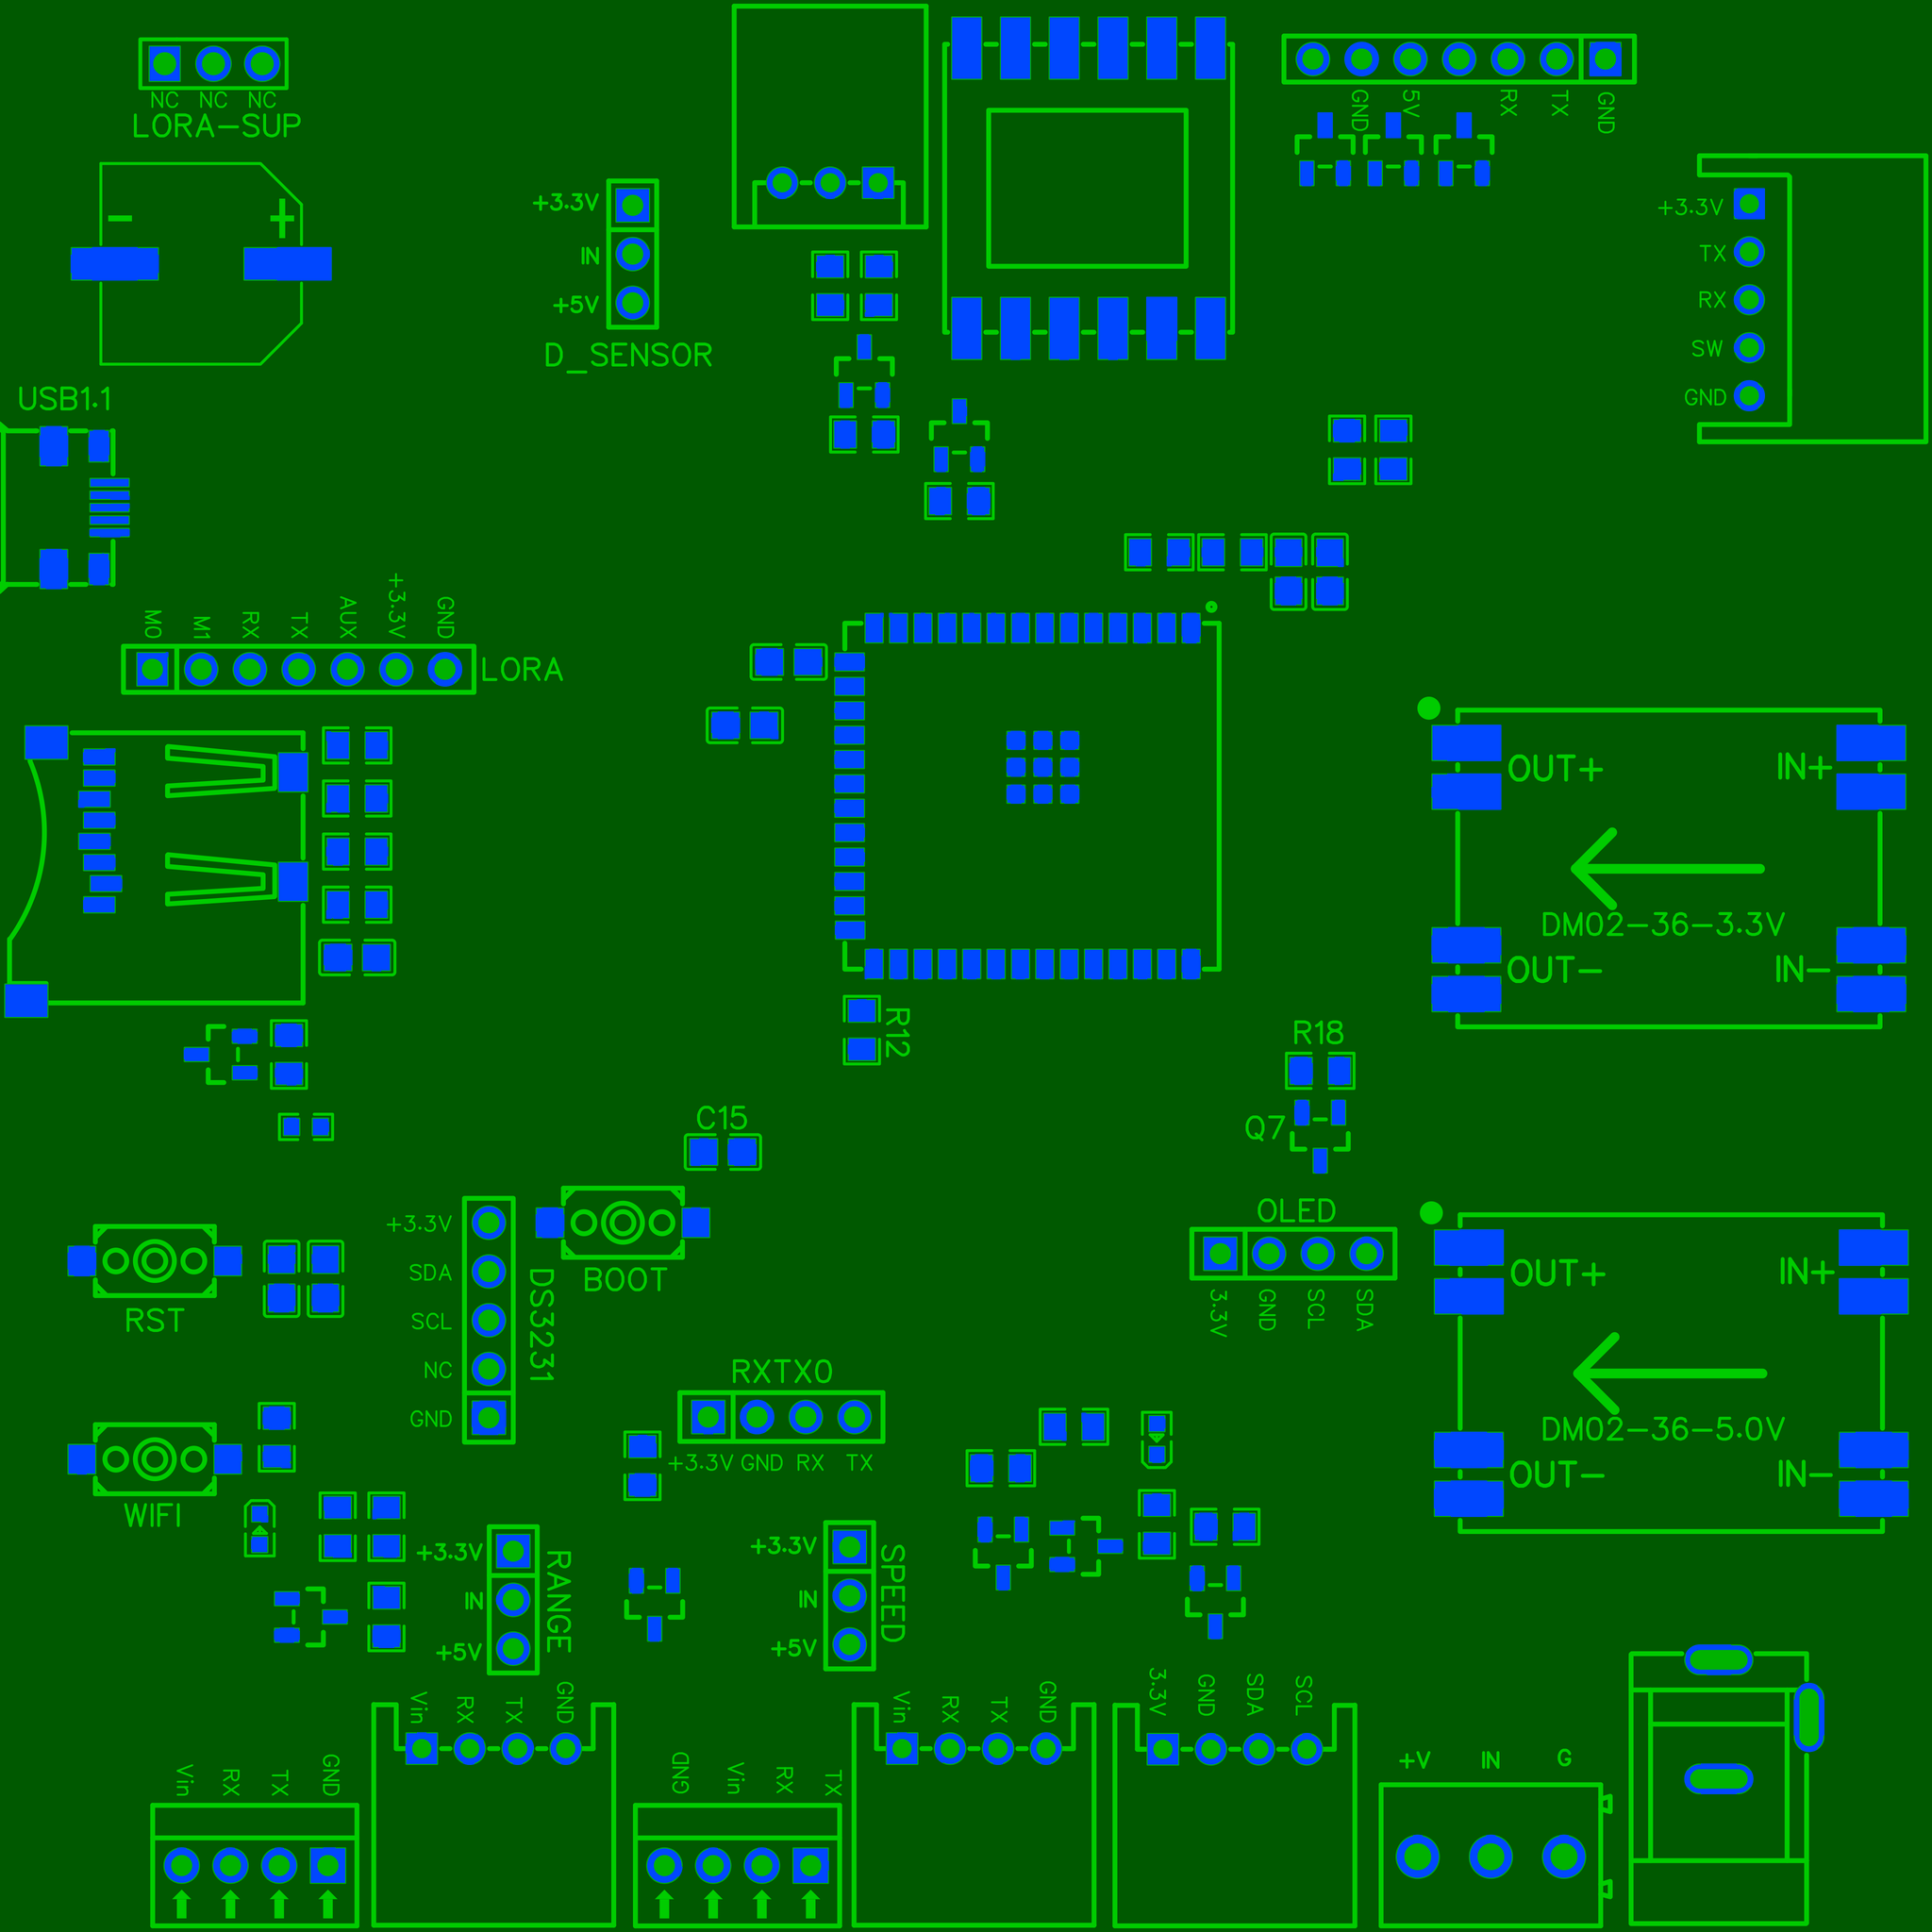 NC NC NC
LORA-SUP
- +
+3.3V
IN
+5V
D_SENSOR
GND 5V RX TX GND
+3.3V
TX
RX
SW
GND
USB1.1
M0 M1 RX TX AUX +3.3V GND
LORA
OUT+ IN+
DM02-36-3.3V
OUT- IN-
R12
R18
Q7
C15
BOOT
RST
WIFI
+3.3V
SDA
SCL
NC
GND
DS3231
OLED
3.3V GND SCL SDA
OUT+ IN+
DM02-36-5.0V
OUT- IN-
RXTX0
+3.3V GND RX TX
+3.3V
IN
+5V
RANGE
+3.3V
IN
+5V
SPEED
Vin RX TX GND
Vin RX TX GND
3.3V GND SDA SCL
Vin RX TX GND
GND Vin RX TX
+V IN G